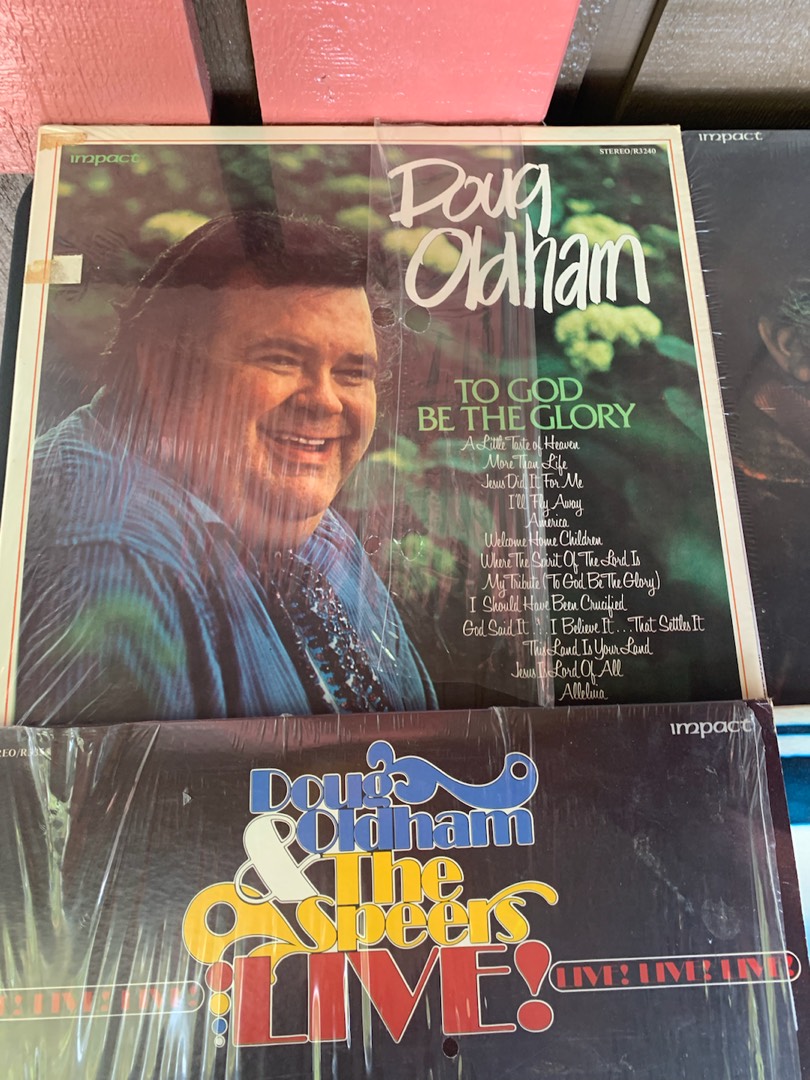 impact
STEREO/R3240
impact
Doug
Oldham
TO GOD
BE THE GLORY
A Little Taste of Heaven
More Than Life
Jesus Did It For Me
I'll Fly Away
America
Welcome Home Children
Where The Spirit Of The Lord Is
My Tribute (To God Be The Glory)
I Should Have Been Crucified
God Said It...I Believe It...That Settles It
This Land Is Your Land
Jesus Is Lord Of All
Alleluia
impact
Doug
Oldham
& The
Speers
LIVE!
LIVE! LIVE! LIVE!
LIVE! LIVE!